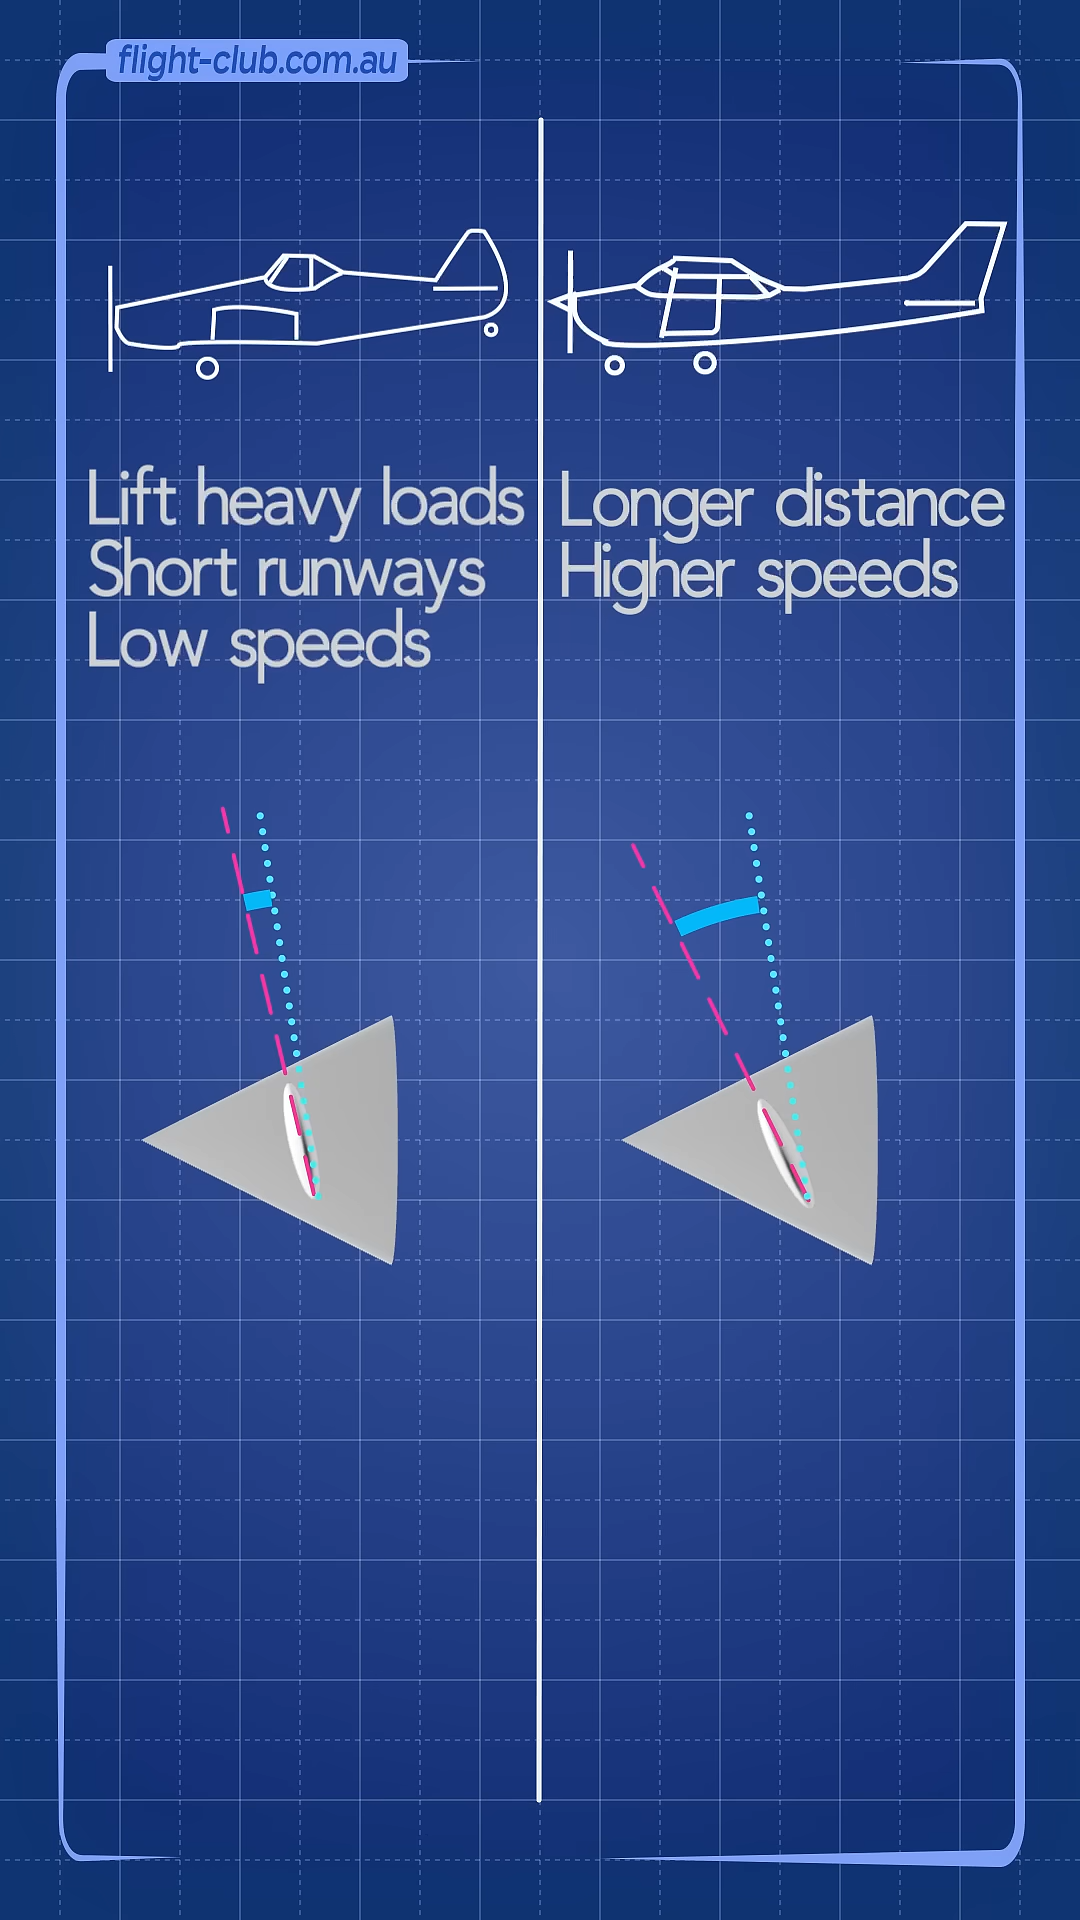 flight-club.com.au
Lift heavy loads
Short runways
Low speeds
Longer distance
Higher speeds